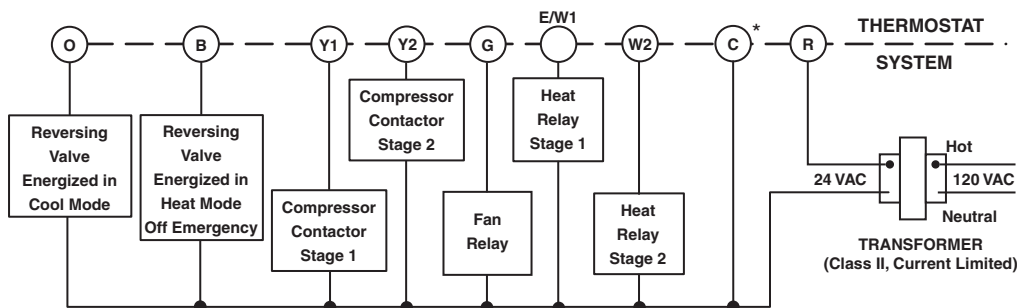 E/W1
O
B
Y1
Y2
G
W2
C
*
R
THERMOSTAT
SYSTEM
Reversing
Valve
Energized in
Cool Mode
Reversing
Valve
Energized in
Heat Mode
Off Emergency
Compressor
Contactor
Stage 1
Compressor
Contactor
Stage 2
Fan
Relay
Heat
Relay
Stage 1
Heat
Relay
Stage 2
Hot
24 VAC
120 VAC
Neutral
TRANSFORMER
(Class II, Current Limited)